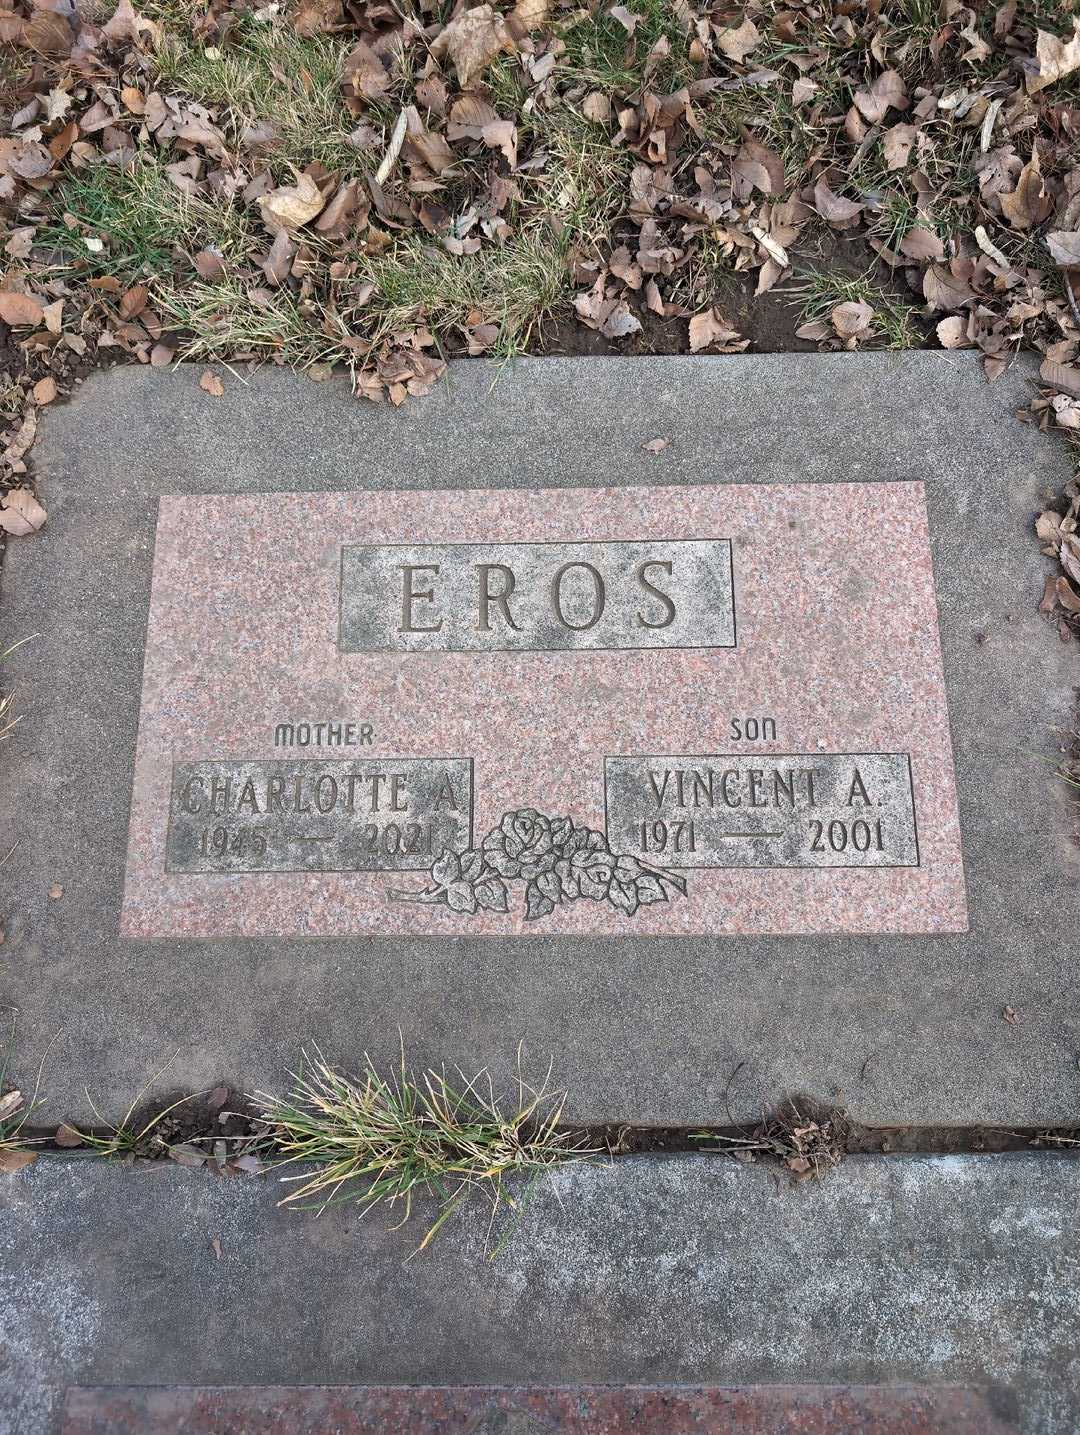 EROS
MOTHER
CHARLOTTE A
1945 — 2021
SON
VINCENT A.
1971 — 2001